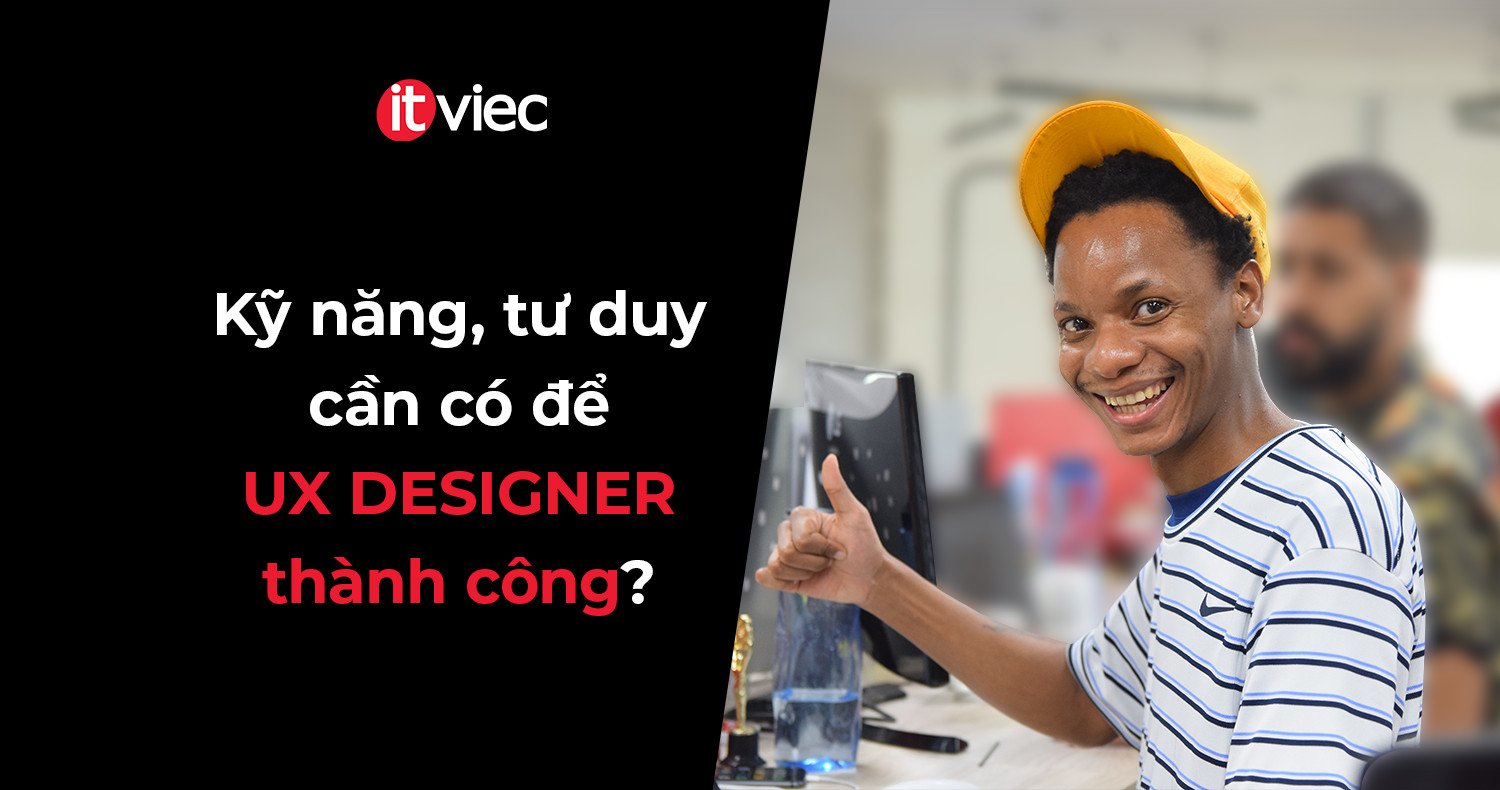 itviec
Kỹ năng, tư duy
cần có để
UX DESIGNER
thành công?